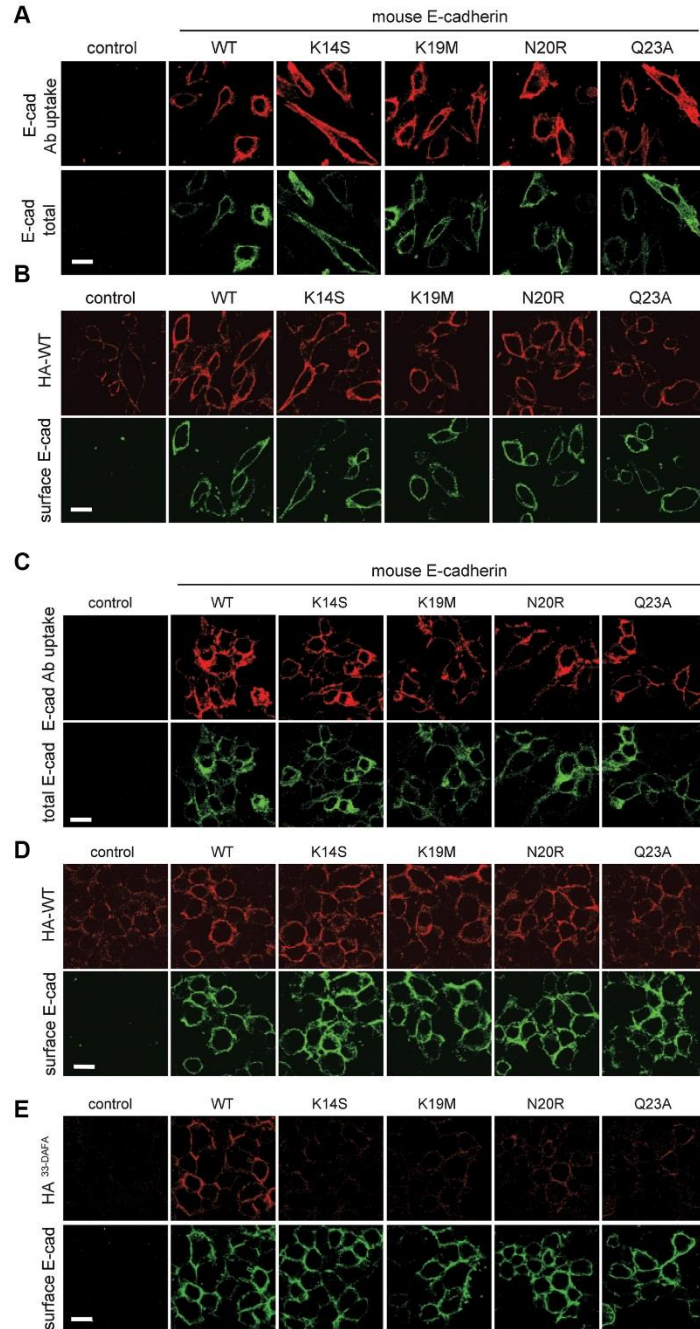 A
mouse E-cadherin
control WT K14S K19M N20R Q23A
E-cad
Ab uptake
E-cad
total
B
control WT K14S K19M N20R Q23A
HA-WT
surface E-cad
C
mouse E-cadherin
control WT K14S K19M N20R Q23A
E-cad Ab uptake
total E-cad
D
control WT K14S K19M N20R Q23A
HA-WT
surface E-cad
E
control WT K14S K19M N20R Q23A
HA 33-DAFA
surface E-cad